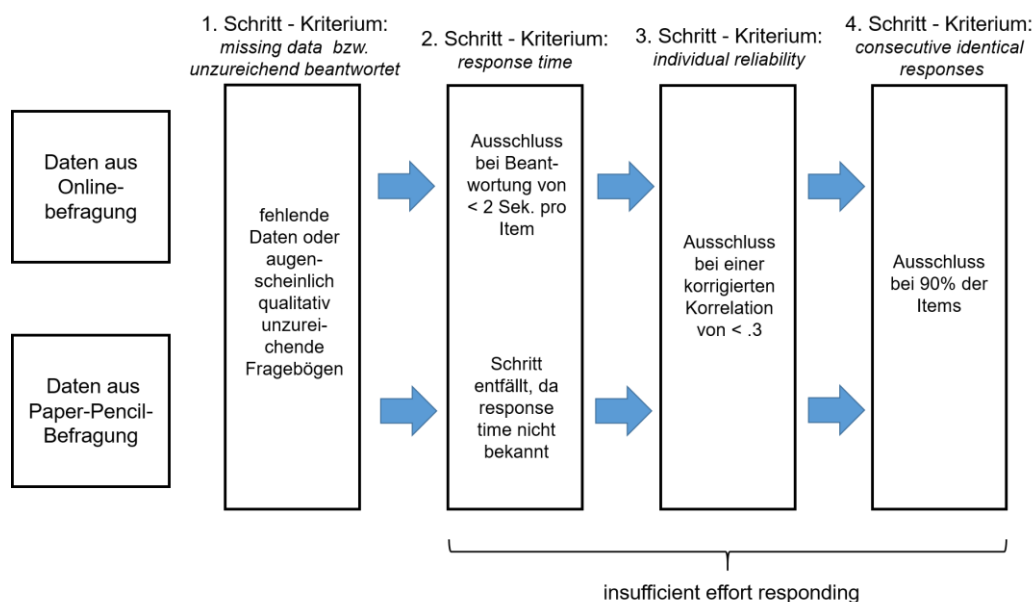 1. Schritt - Kriterium:
missing data bzw.
unzureichend beantwortet
2. Schritt - Kriterium:
response time
3. Schritt - Kriterium:
individual reliability
4. Schritt - Kriterium:
consecutive identical
responses
Daten aus
Online-
befragung
Daten aus
Paper-Pencil-
Befragung
fehlende
Daten oder
augen-
scheinlich
qualitativ
unzurei-
chende
Fragebögen
Ausschluss
bei Beant-
wortung von
< 2 Sek. pro
Item
Schritt
entfällt, da
response
time nicht
bekannt
Ausschluss
bei einer
korrigierten
Korrelation
von < .3
Ausschluss
bei 90% der
Items
insufficient effort responding